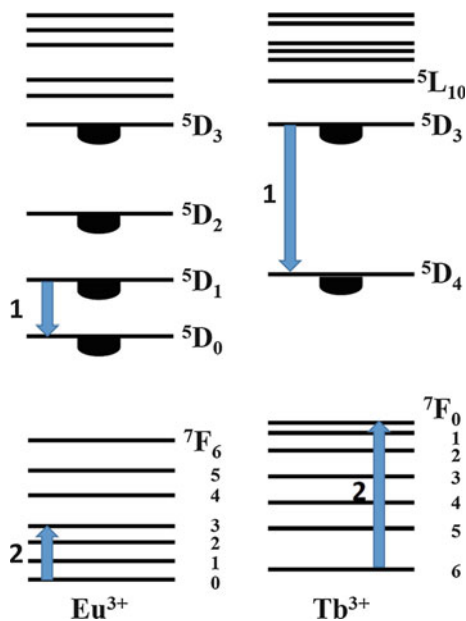 ⁵D₃
⁵D₂
⁵D₁
1
⁵D₀
⁷F₆
5
4
3
2
2
1
0
Eu³⁺
⁵L₁₀
⁵D₃
1
⁵D₄
⁷F₀
1
2
3
2
4
5
6
Tb³⁺